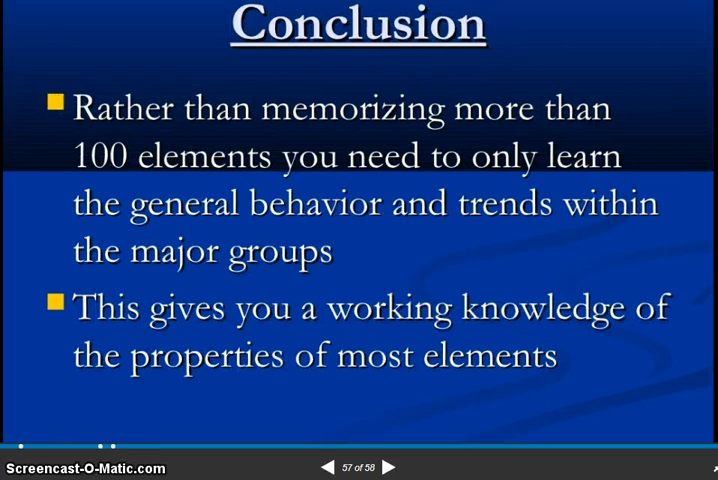 Conclusion
Rather than memorizing more than
100 elements you need to only learn
the general behavior and trends within
the major groups
This gives you a working knowledge of
the properties of most elements
Screencast-O-Matic.com
57 of 58